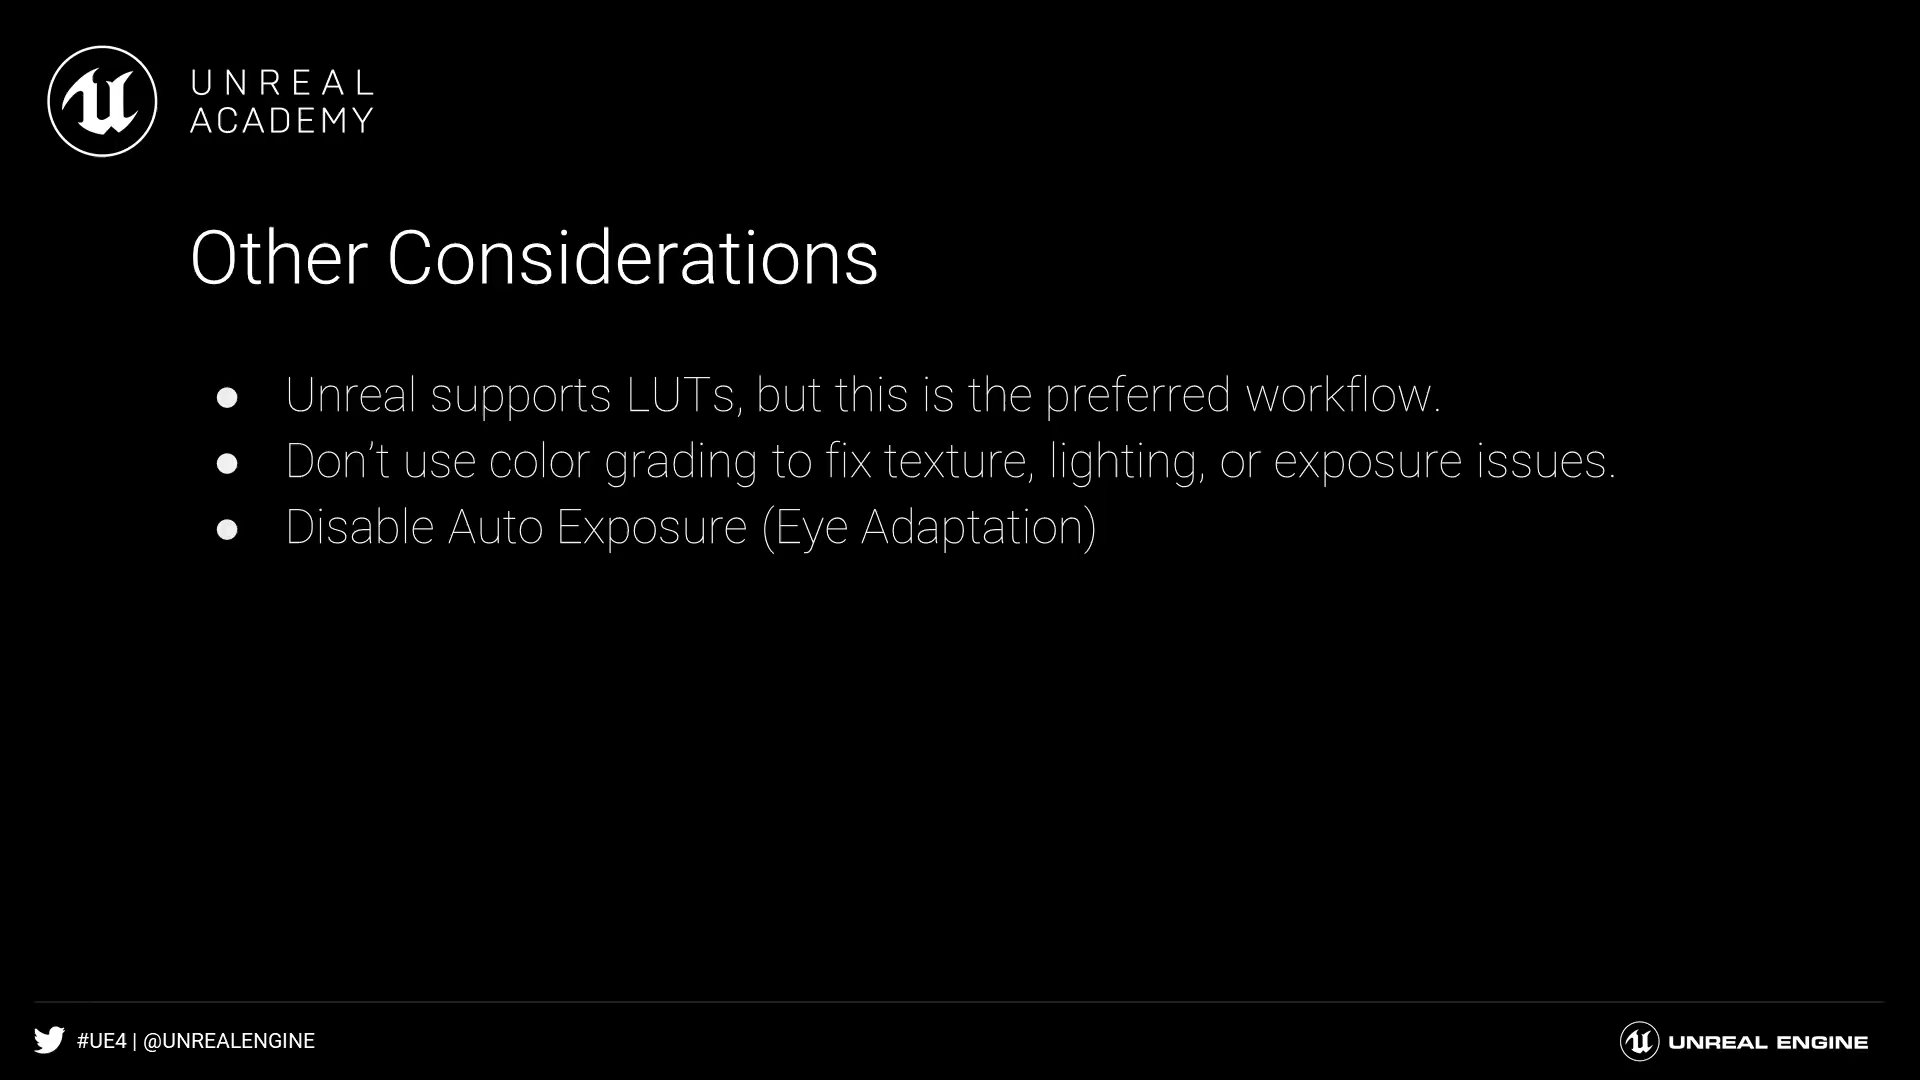 UNREAL
ACADEMY
Other Considerations
● Unreal supports LUTs, but this is the preferred workflow.
● Don’t use color grading to fix texture, lighting, or exposure issues.
● Disable Auto Exposure (Eye Adaptation)
#UE4 | @UNREALENGINE
UNREAL ENGINE